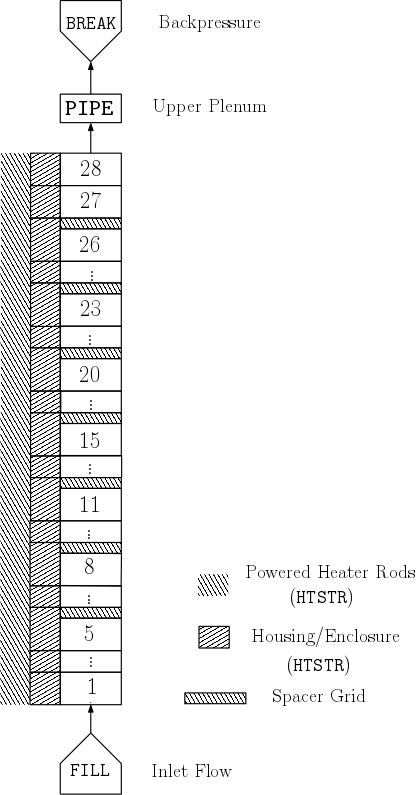 BREAK Backpressure
PIPE Upper Plenum
28
27
26
⋮
23
⋮
20
⋮
15
⋮
11
⋮
8
⋮
5
⋮
1
Powered Heater Rods
(HTSTR)
Housing/Enclosure
(HTSTR)
Spacer Grid
FILL Inlet Flow